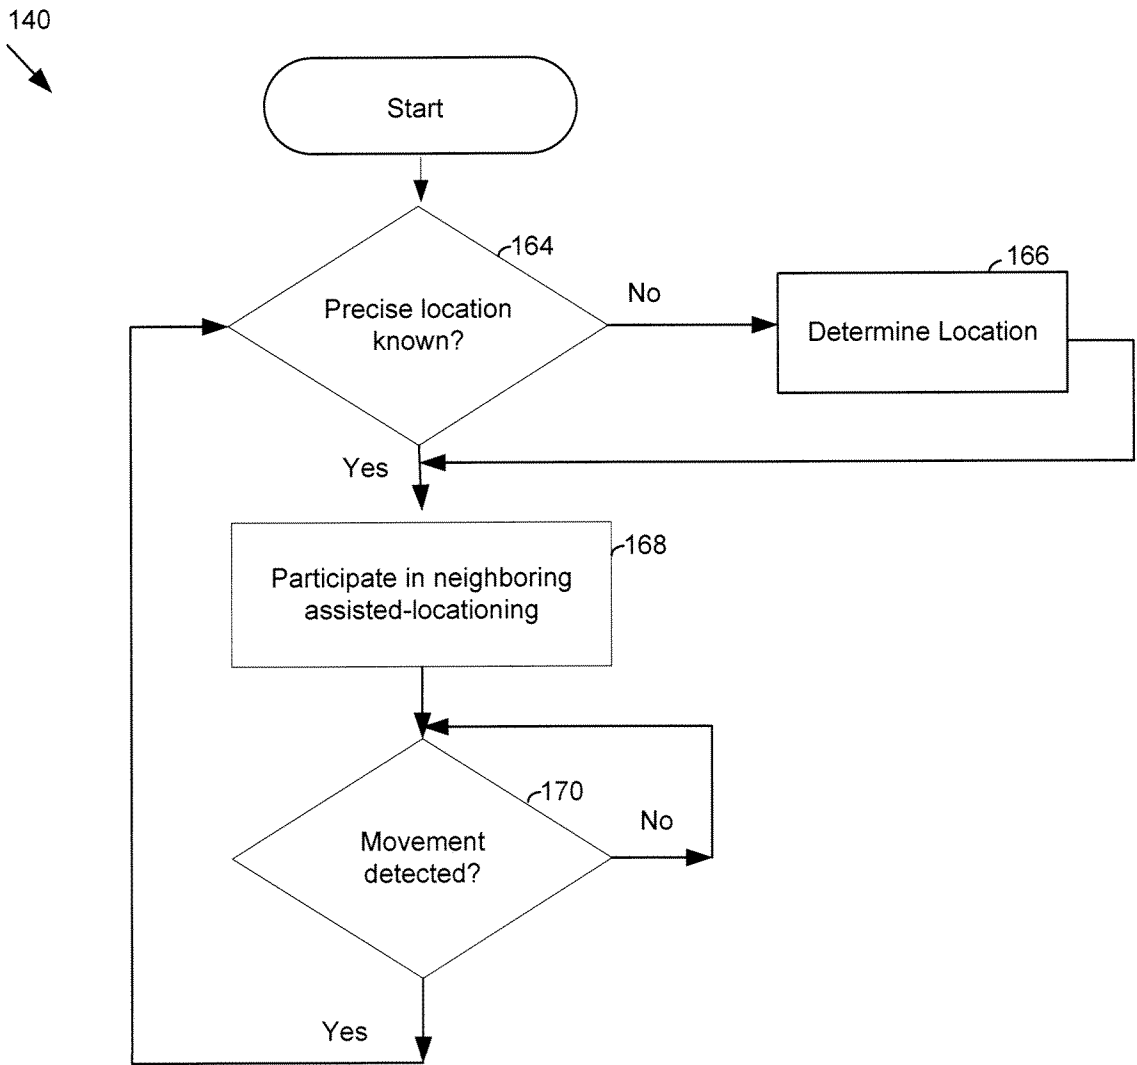 140
Start
164
Precise location
known?
No
166
Determine Location
Yes
168
Participate in neighboring
assisted-locationing
170
Movement
detected?
No
Yes